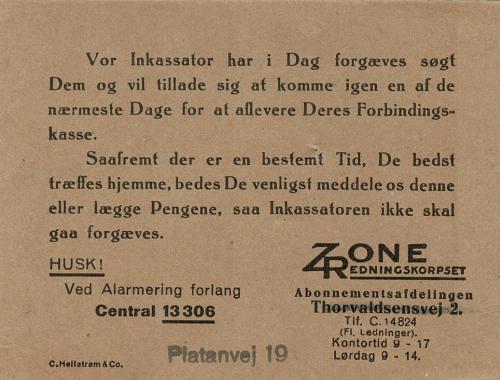 Vor Inkassator har i Dag forgæves søgt
Dem og vil tillade sig at komme igen en af de
nærmeste Dage for at aflevere Deres Forbindings-
kasse.
Saafremt der er en bestemt Tid, De bedst
træffes hjemme, bedes De venligst meddele os denne
eller lægge Pengene, saa Inkassatoren ikke skal
gaa forgæves.
HUSK!
Ved Alarmering forlang
Central 13306
C. Hellstrøm & Co.
ZONE
REDNINGSKORPSET
Abonnementsafdelingen
Thorvaldsensvej 2.
Tlf. C. 14824
(Fl. Ledninger).
Kontortid 9 - 17
Lørdag 9 - 14.
Platanvej 19